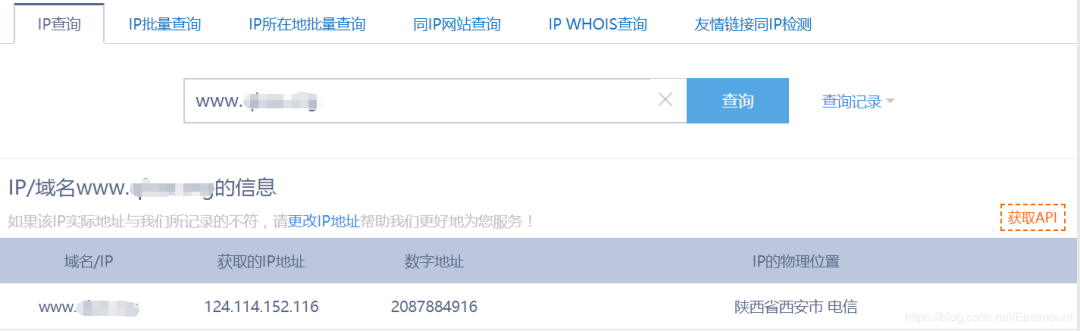 IP查询 IP批量查询 IP所在地批量查询 同IP网站查询 IP WHOIS查询 友情链接同IP检测
www. 查询 查询记录
IP/域名www. 的信息
如果该IP实际地址与我们所记录的不符，请更改IP地址帮助我们更好地为您服务！
获取API
域名/IP 获取的IP地址 数字地址 IP的物理位置
www. 124.114.152.116 2087884916 陕西省西安市 电信
https://blog.csdn.net/Eastmount